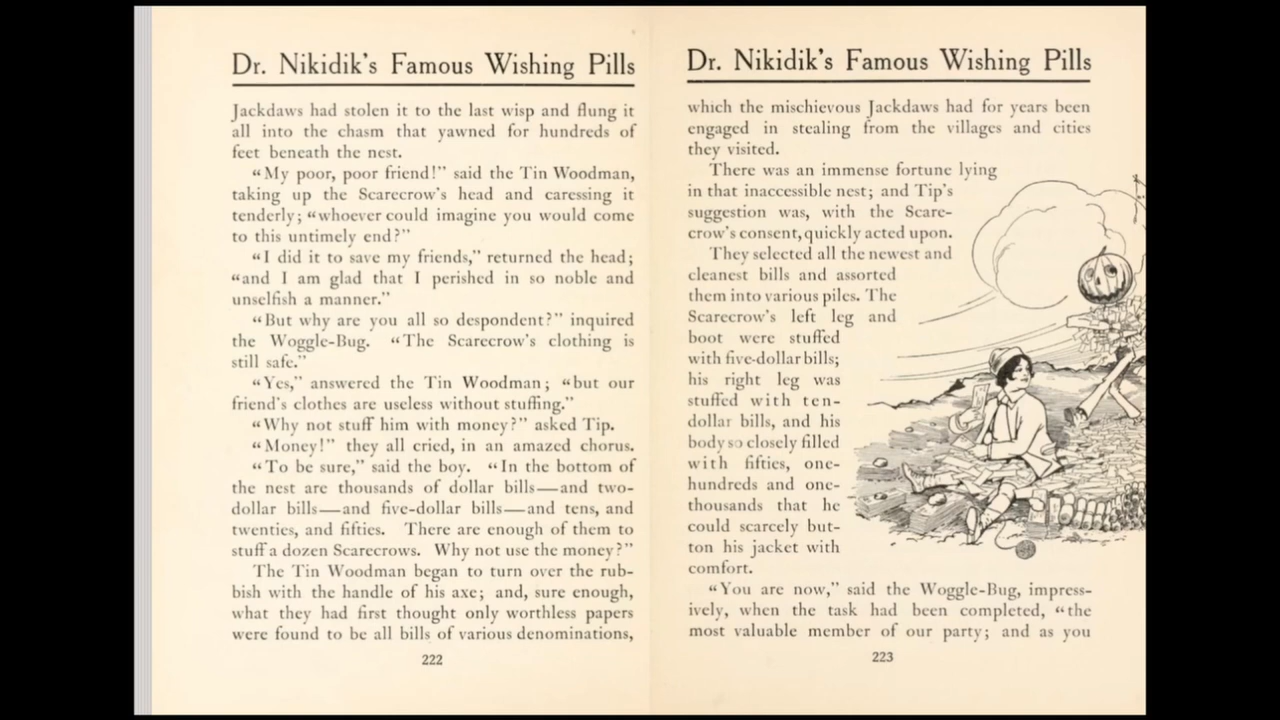 Dr. Nikidik's Famous Wishing Pills
Jackdaws had stolen it to the last wisp and flung it
all into the chasm that yawned for hundreds of
feet beneath the nest.
"My poor, poor friend!" said the Tin Woodman,
taking up the Scarecrow's head and caressing it
tenderly; "whoever could imagine you would come
to this untimely end?"
"I did it to save my friends," returned the head;
"and I am glad that I perished in so noble and
unselfish a manner."
"But why are you all so despondent?" inquired
the Woggle-Bug. "The Scarecrow's clothing is
still safe."
"Yes," answered the Tin Woodman; "but our
friend's clothes are useless without stuffing."
"Why not stuff him with money?" asked Tip.
"Money!" they all cried, in an amazed chorus.
"To be sure," said the boy. "In the bottom of
the nest are thousands of dollar bills—and two-
dollar bills—and five-dollar bills—and tens, and
twenties, and fifties. There are enough of them to
stuff a dozen Scarecrows. Why not use the money?"
The Tin Woodman began to turn over the rub-
bish with the handle of his axe; and, sure enough,
what they had first thought only worthless papers
were found to be all bills of various denominations,
222
Dr. Nikidik's Famous Wishing Pills
which the mischievous Jackdaws had for years been
engaged in stealing from the villages and cities
they visited.
There was an immense fortune lying
in that inaccessible nest; and Tip's
suggestion was, with the Scare-
crow's consent, quickly acted upon.
They selected all the newest and
cleanest bills and assorted
them into various piles. The
Scarecrow's left leg and
boot were stuffed
with five-dollar bills;
his right leg was
stuffed with ten-
dollar bills, and his
body so closely filled
with fifties, one-
hundreds and one-
thousands that he
could scarcely but-
ton his jacket with
comfort.
"You are now," said the Woggle-Bug, impress-
ively, when the task had been completed, "the
most valuable member of our party; and as you
223